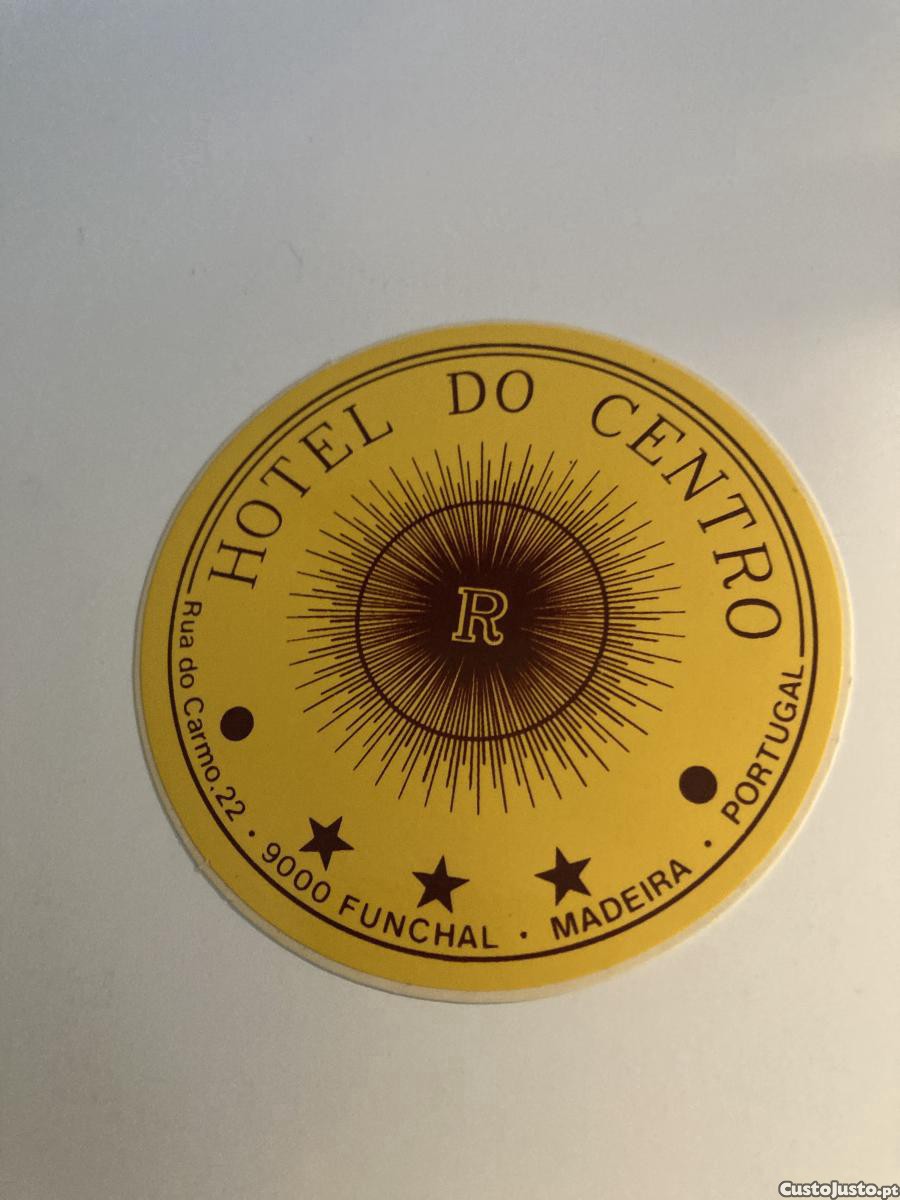 HOTEL DO CENTRO
R
Rua do Carmo.22 · 9000 FUNCHAL · MADEIRA · PORTUGAL
CustoJusto.pt